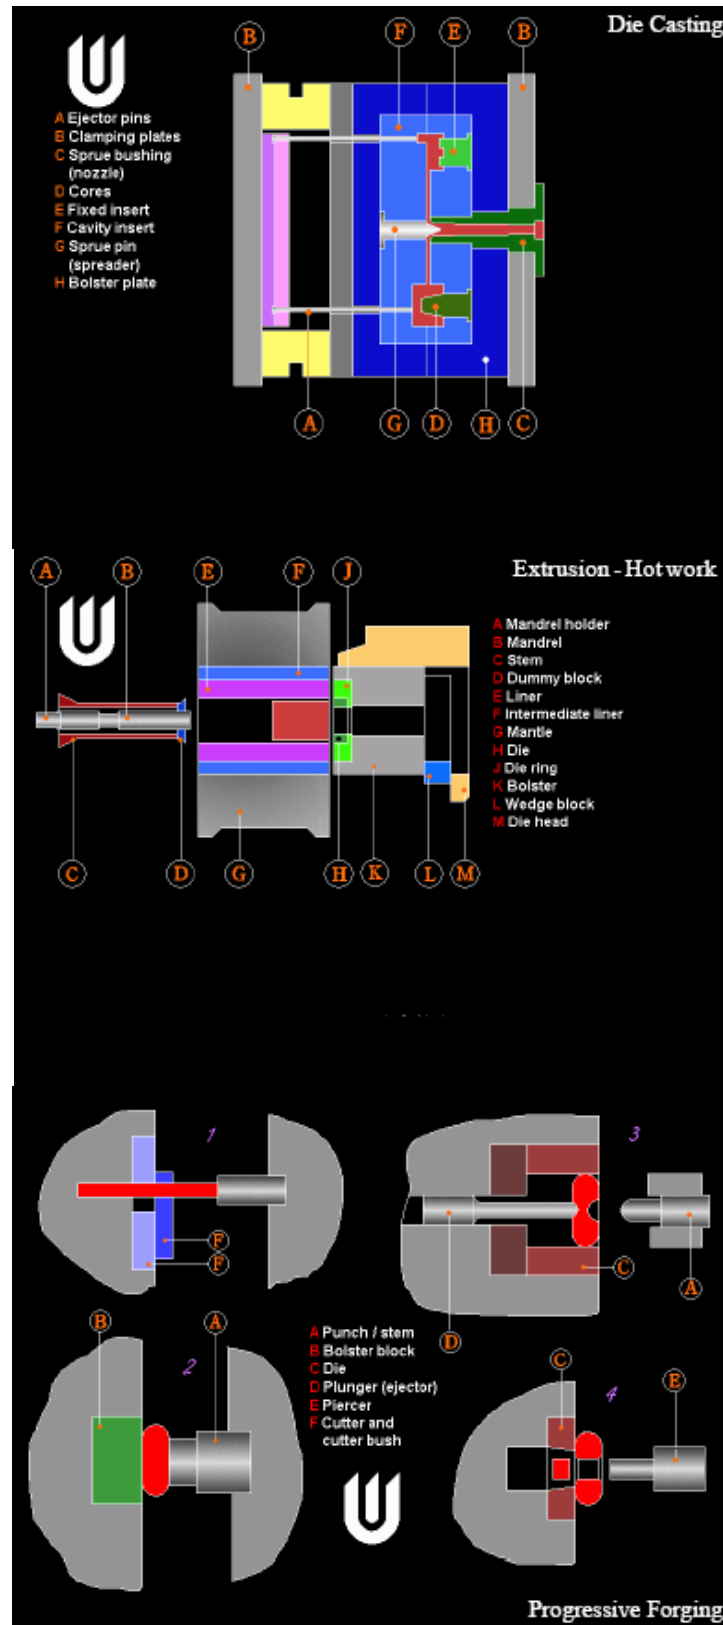 Die Casting
B
F
E
B
A Ejector pins
B Clamping plates
C Sprue bushing
(nozzle)
D Cores
E Fixed insert
F Cavity insert
G Sprue pin
(spreader)
H Bolster plate
A
G
D
H
C
Extrusion - Hot work
A
B
E
F
J
A Mandrel holder
B Mandrel
C Stem
D Dummy block
E Liner
F Intermediate liner
G Mantle
H Die
J Die ring
K Bolster
L Wedge block
M Die head
C
D
G
H
K
L
M
1
F
F
3
C
A
D
B
A
2
A Punch / stem
B Bolster block
C Die
D Plunger (ejector)
E Piercer
F Cutter and
cutter bush
C
4
E
Progressive Forging